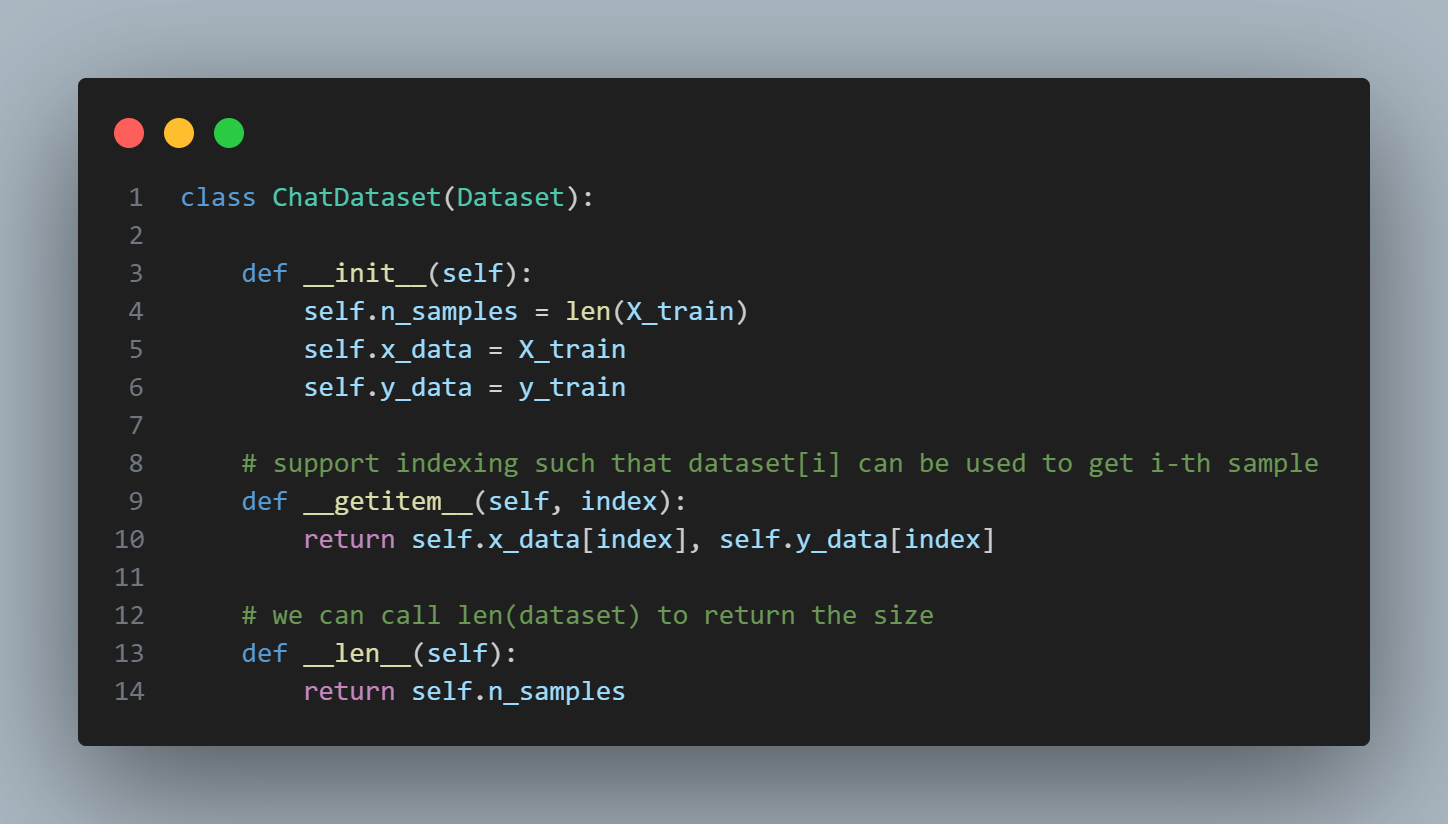 1 class ChatDataset(Dataset):
2
3     def __init__(self):
4         self.n_samples = len(X_train)
5         self.x_data = X_train
6         self.y_data = y_train
7
8     # support indexing such that dataset[i] can be used to get i-th sample
9     def __getitem__(self, index):
10         return self.x_data[index], self.y_data[index]
11
12     # we can call len(dataset) to return the size
13     def __len__(self):
14         return self.n_samples